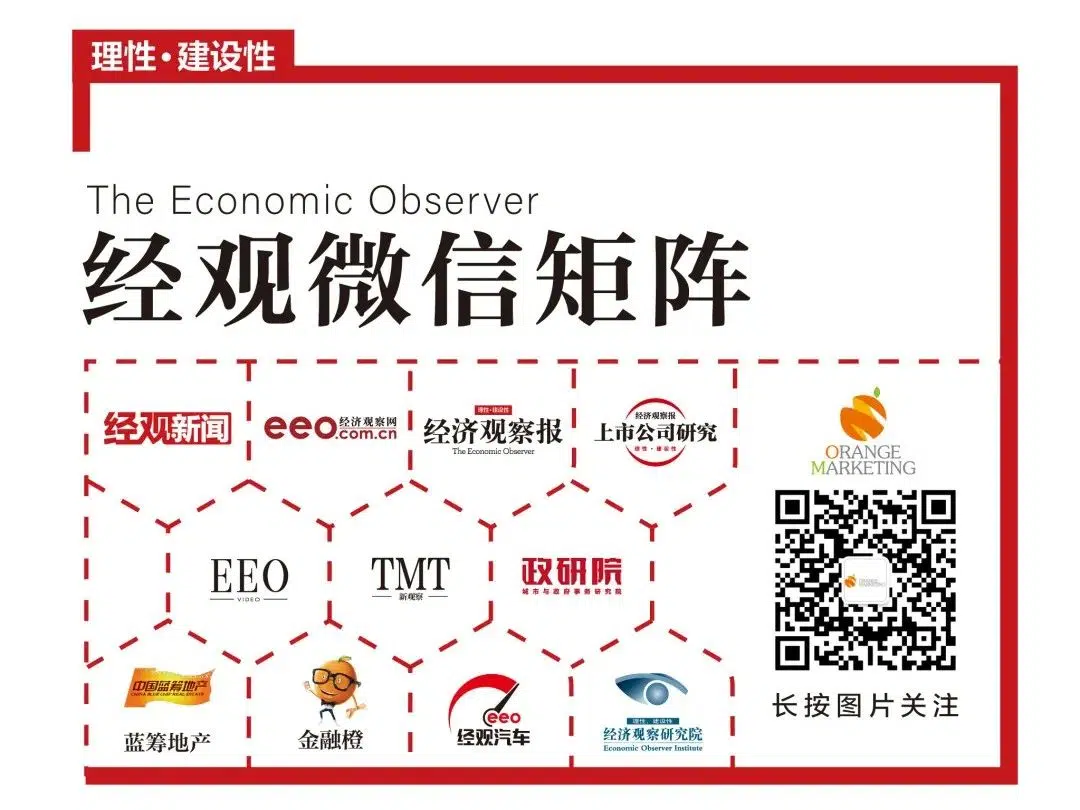 理性·建设性
The Economic Observer
经观微信矩阵
经观新闻
eeo 经济观察网
.com.cn
理性·建设性
经济观察报
The Economic Observer
经济观察报
上市公司研究
理性·建设性
ORANGE
MARKETING
EEO
VIDEO
TMT
新观察
政研院
城市与政府事务研究院
ORANGE
MARKETING
中国蓝筹地产
CHINA BLUE CHIP REAL ESTATE
蓝筹地产
金融橙
eeo
经观汽车
理性，建设性
经济观察研究院
Economic Observer Institute
长按图片关注